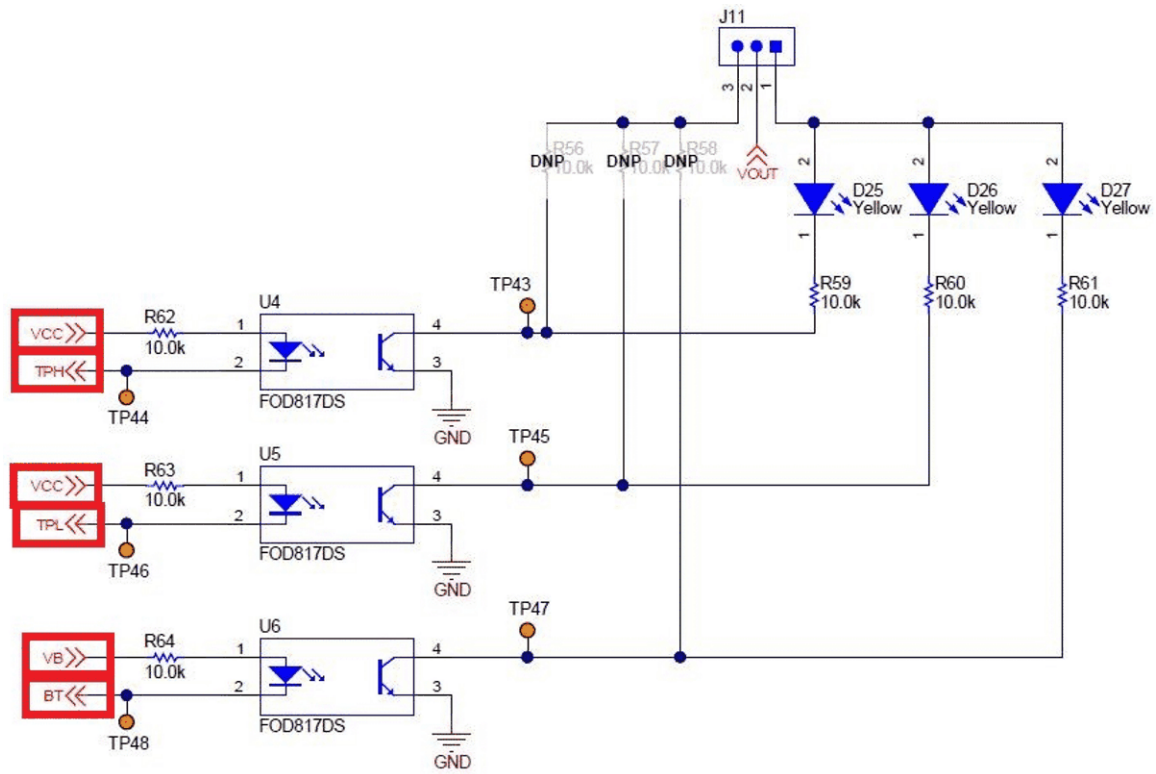 J11
3 2 1
R56 R57 R58
DNP DNP DNP
10.0k 10.0k 10.0k
VOUT
2 2 2
D25 D26 D27
Yellow Yellow Yellow
1 1 1
TP43
R59 R60 R61
10.0k 10.0k 10.0k
U4
R62
VCC 1 4
10.0k
TPH 2 3
FOD817DS
TP44
GND
TP45
U5
R63
VCC 1 4
10.0k
TPL 2 3
FOD817DS
TP46
GND
TP47
U6
R64
VB 1 4
10.0k
BT 2 3
FOD817DS
TP48
GND